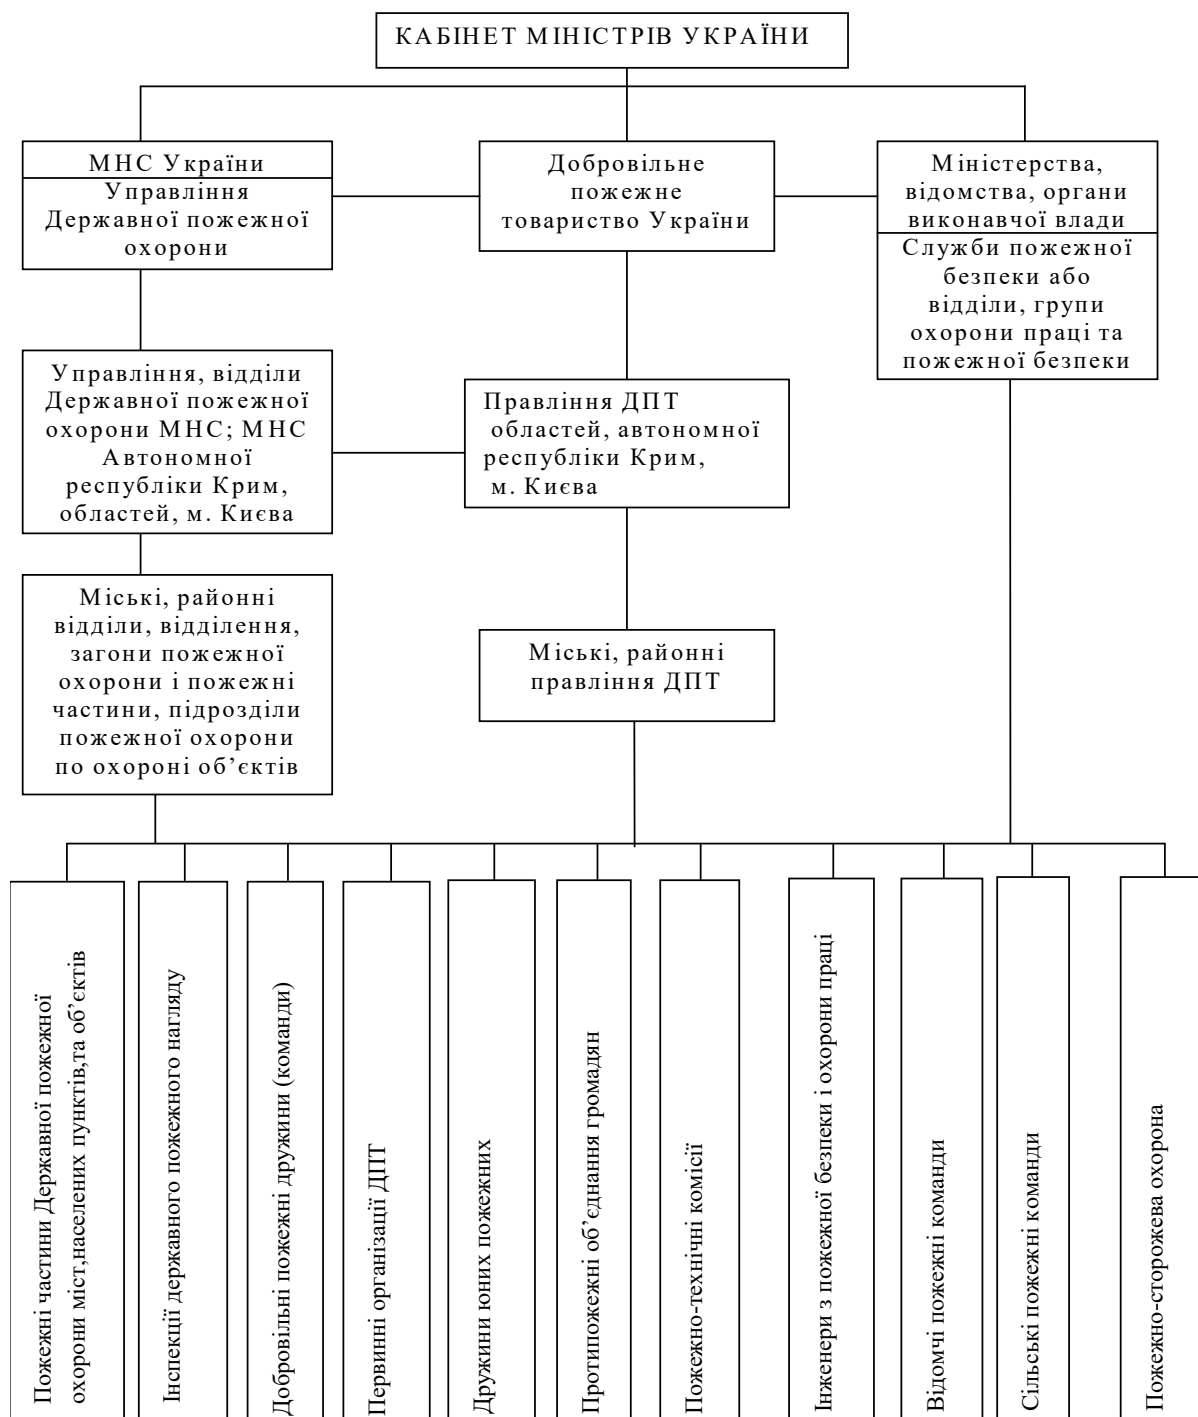 КАБІНЕТ МІНІСТРІВ УКРАЇНИ
МНС України
Управління
Державної пожежної
охорони
Добровільне
пожежне
товариство України
Міністерства,
відомства, органи
виконавчої влади
Служби пожежної
безпеки або
відділи, групи
охорони праці та
пожежної безпеки
Управління, відділи
Державної пожежної
охорони МНС; МНС
Автономної
республіки Крим,
областей, м. Києва
Правління ДПТ
областей, автономної
республіки Крим,
м. Києва
Міські, районні
відділи, відділення,
загони пожежної
охорони і пожежні
частини, підрозділи
пожежної охорони
по охороні об’єктів
Міські, районні
правління ДПТ
Пожежні частини Державної пожежної
охорони міст,населених пунктів,та об’єктів
Інспекції державного пожежного нагляду
Добровільні пожежні дружини (команди)
Первинні організації ДПТ
Дружини юних пожежних
Протипожежні об’єднання громадян
Пожежно-технічні комісії
Інженери з пожежної безпеки і охорони праці
Відомчі пожежні команди
Сільські пожежні команди
Пожежно-сторожева охорона